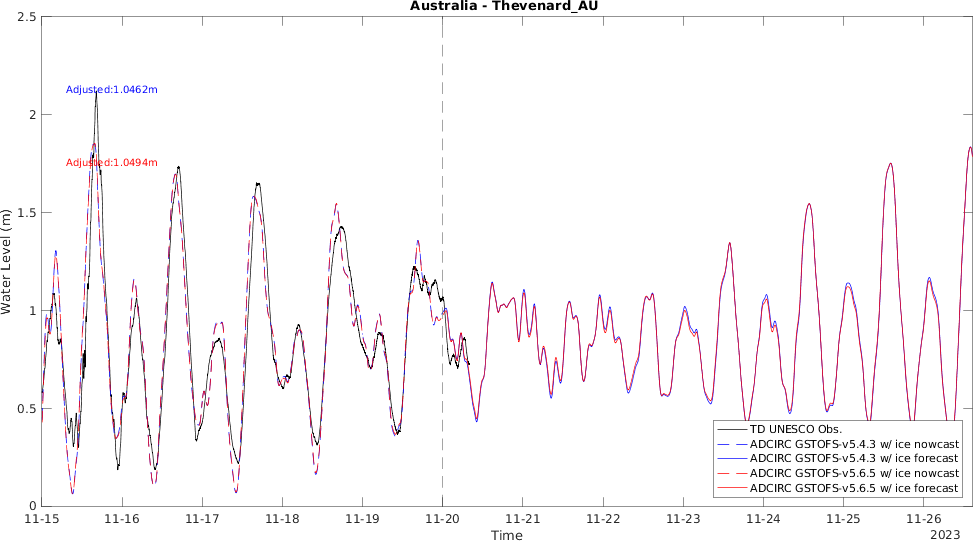 Australia - Thevenard_AU
2.5
2
1.5
1
0.5
0
Water Level (m)
Adjusted:1.0462m
Adjusted:1.0494m
TD UNESCO Obs.
ADCIRC GSTOFS-v5.4.3 w/ ice nowcast
ADCIRC GSTOFS-v5.4.3 w/ ice forecast
ADCIRC GSTOFS-v5.6.5 w/ ice nowcast
ADCIRC GSTOFS-v5.6.5 w/ ice forecast
11-15 11-16 11-17 11-18 11-19 11-20 11-21 11-22 11-23 11-24 11-25 11-26
Time
2023